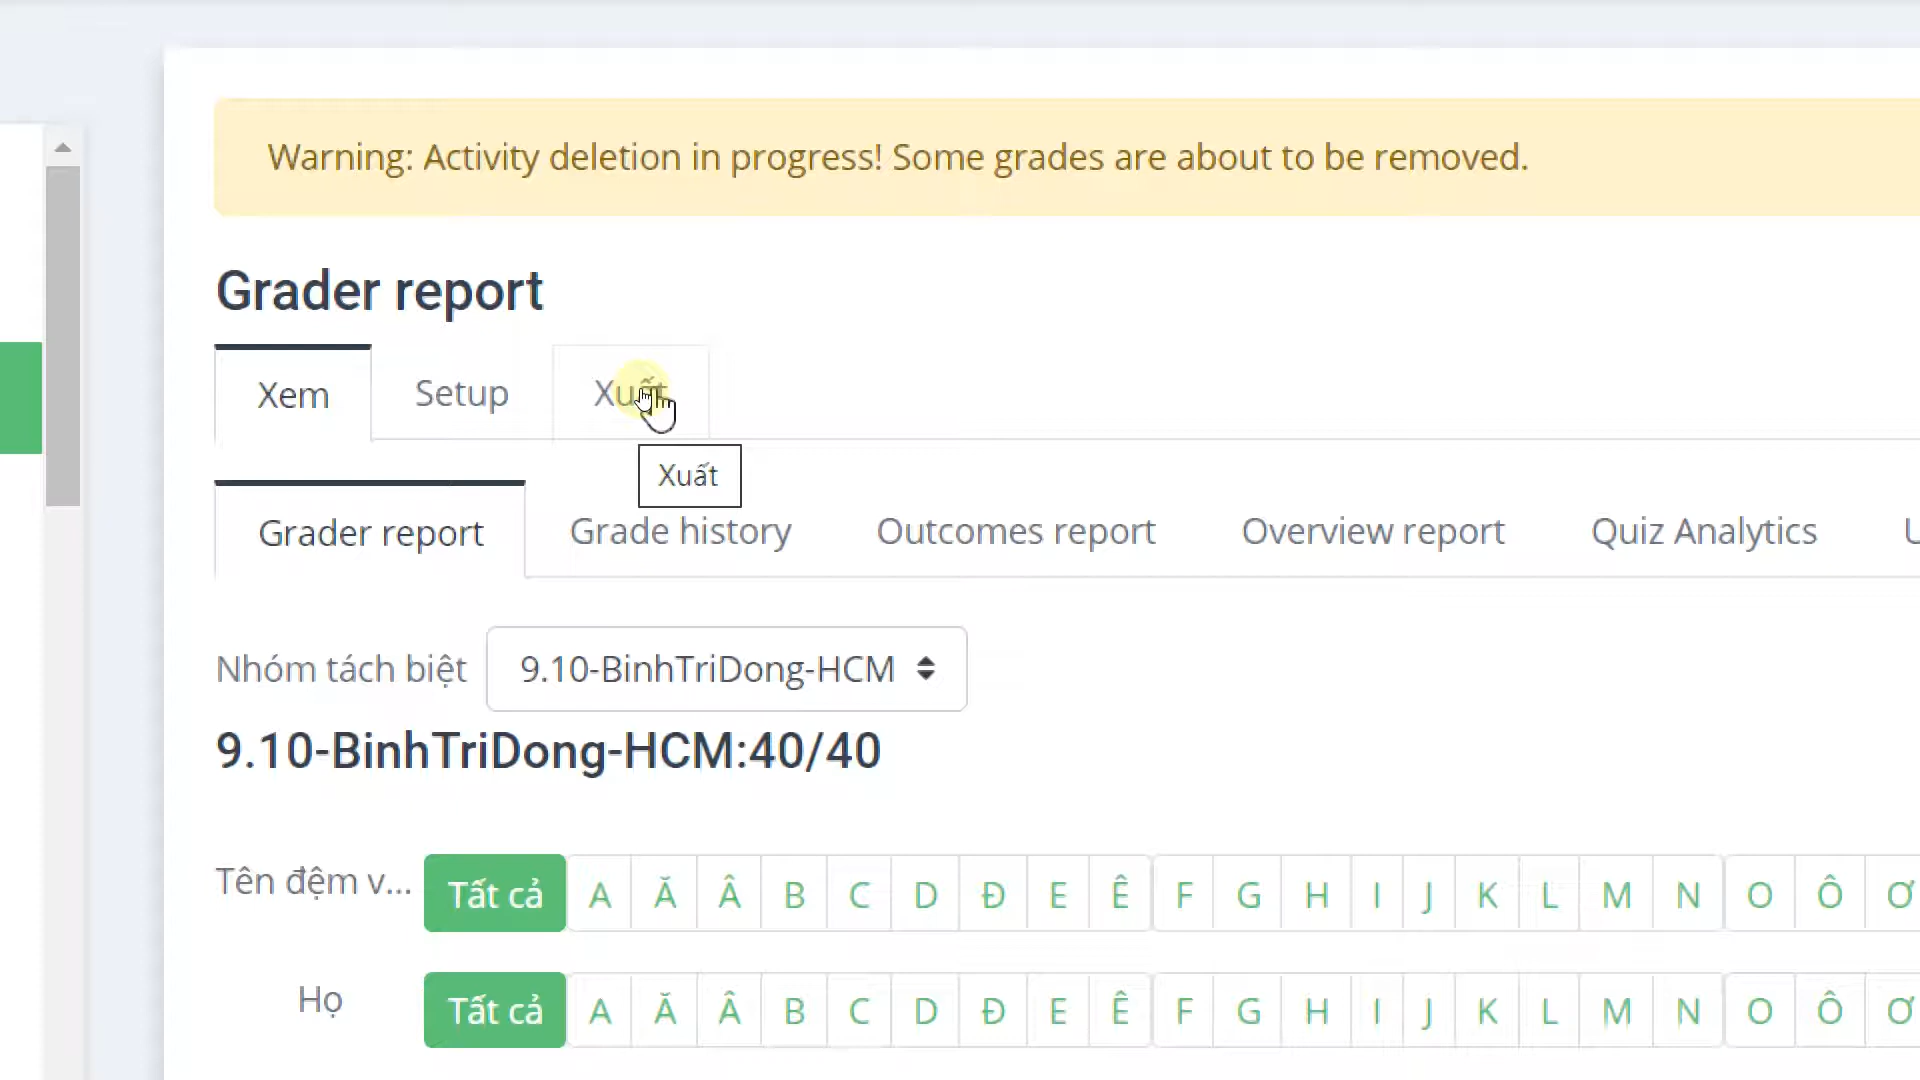 Warning: Activity deletion in progress! Some grades are about to be removed.
Grader report
Xem Setup Xuất
Xuất
Grader report Grade history Outcomes report Overview report Quiz Analytics
Nhóm tách biệt 9.10-BinhTriDong-HCM
9.10-BinhTriDong-HCM:40/40
Tên đệm v... Tất cả A Ă Â B C D Đ E Ê F G H I J K L M N O Ô Ơ
Họ Tất cả A Ă Â B C D Đ E Ê F G H I J K L M N O Ô Ơ